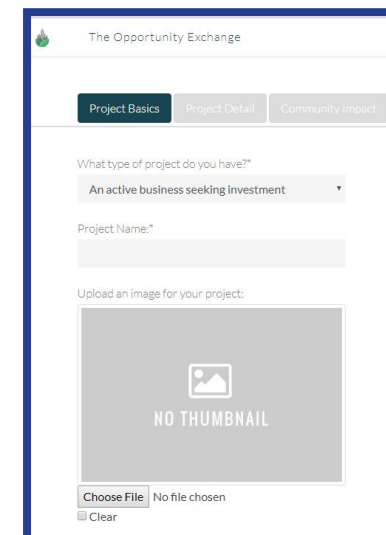 The Opportunity Exchange
Project Basics Project Detail Community Impact
What type of project do you have?*
An active business seeking investment
Project Name:*
Upload an image for your project:
NO THUMBNAIL
Choose File No file chosen
Clear